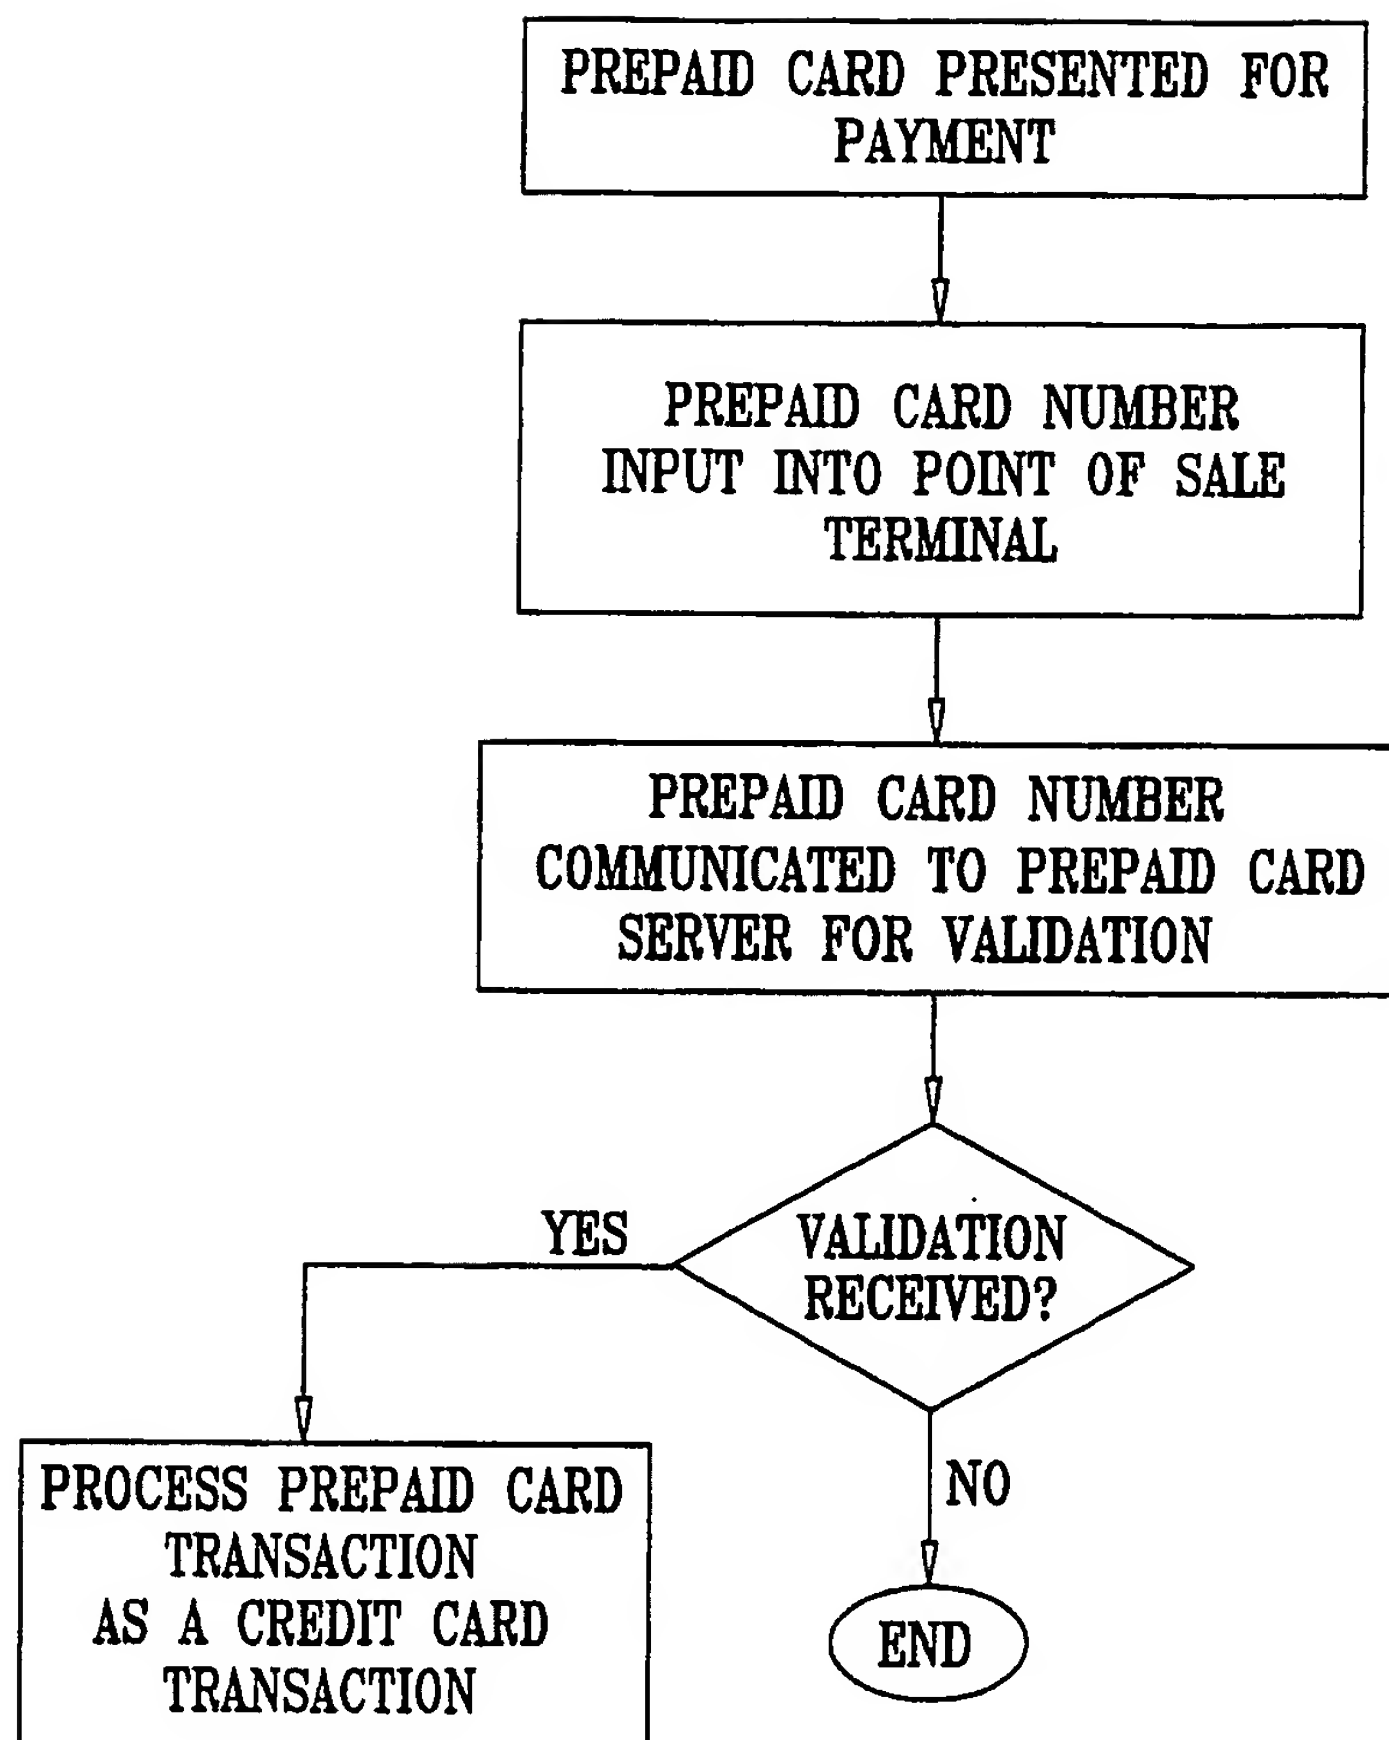 PREPAID CARD PRESENTED FOR
PAYMENT
PREPAID CARD NUMBER
INPUT INTO POINT OF SALE
TERMINAL
PREPAID CARD NUMBER
COMMUNICATED TO PREPAID CARD
SERVER FOR VALIDATION
YES
VALIDATION
RECEIVED?
NO
PROCESS PREPAID CARD
TRANSACTION
AS A CREDIT CARD
TRANSACTION
END